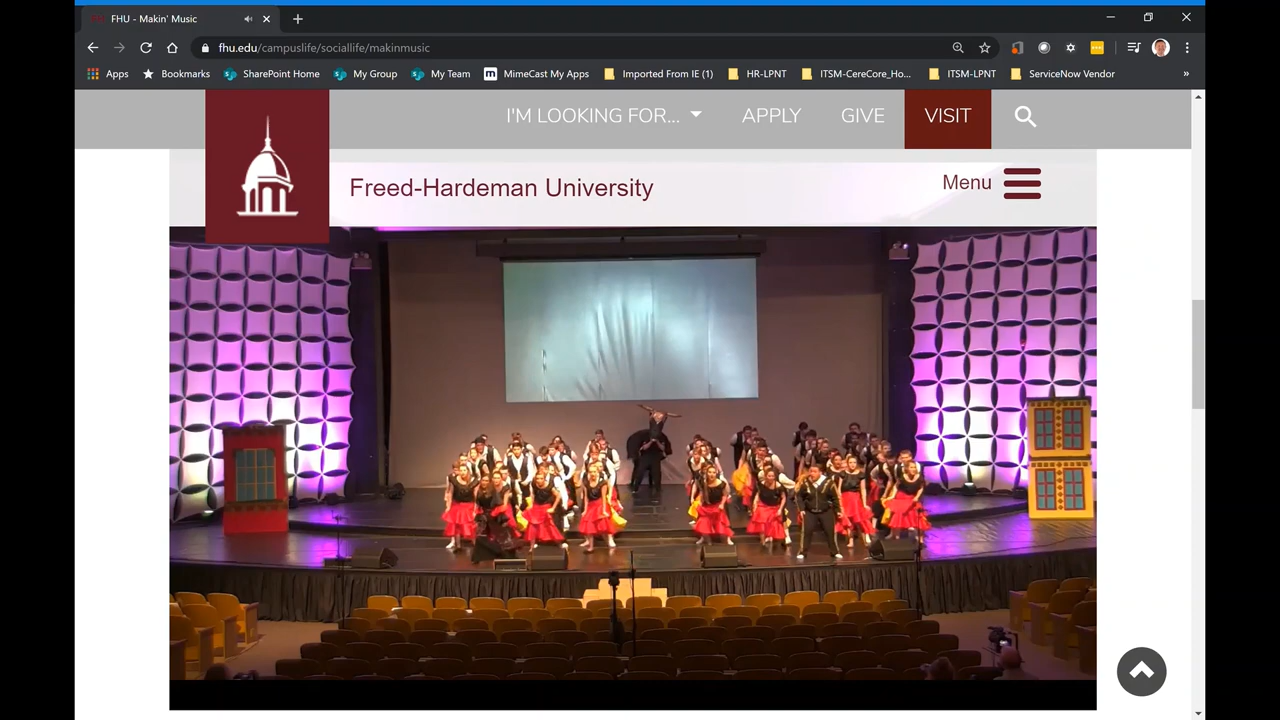 FHU - Makin' Music
fhu.edu/campuslife/sociallife/makinmusic
Apps Bookmarks SharePoint Home My Group My Team MimeCast My Apps Imported From IE (1) HR-LPNT ITSM-CereCore_Ho... ITSM-LPNT ServiceNow Vendor »
I'M LOOKING FOR... APPLY GIVE VISIT
Freed-Hardeman University
Menu